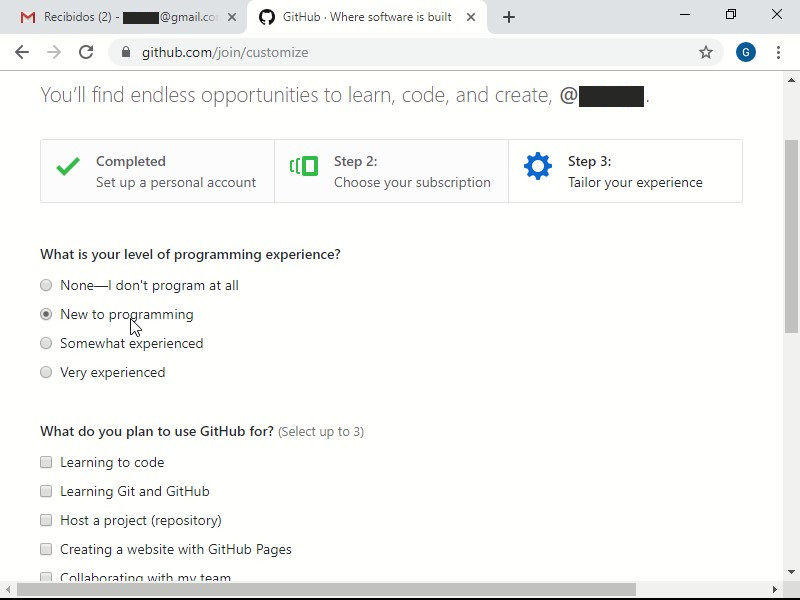 Recibidos (2) - @gmail.co
GitHub · Where software is built
github.com/join/customize
G
You'll find endless opportunities to learn, code, and create, @ .
Completed
Set up a personal account
Step 2:
Choose your subscription
Step 3:
Tailor your experience
What is your level of programming experience?
None—I don't program at all
New to programming
Somewhat experienced
Very experienced
What do you plan to use GitHub for? (Select up to 3)
Learning to code
Learning Git and GitHub
Host a project (repository)
Creating a website with GitHub Pages
Collaborating with my team